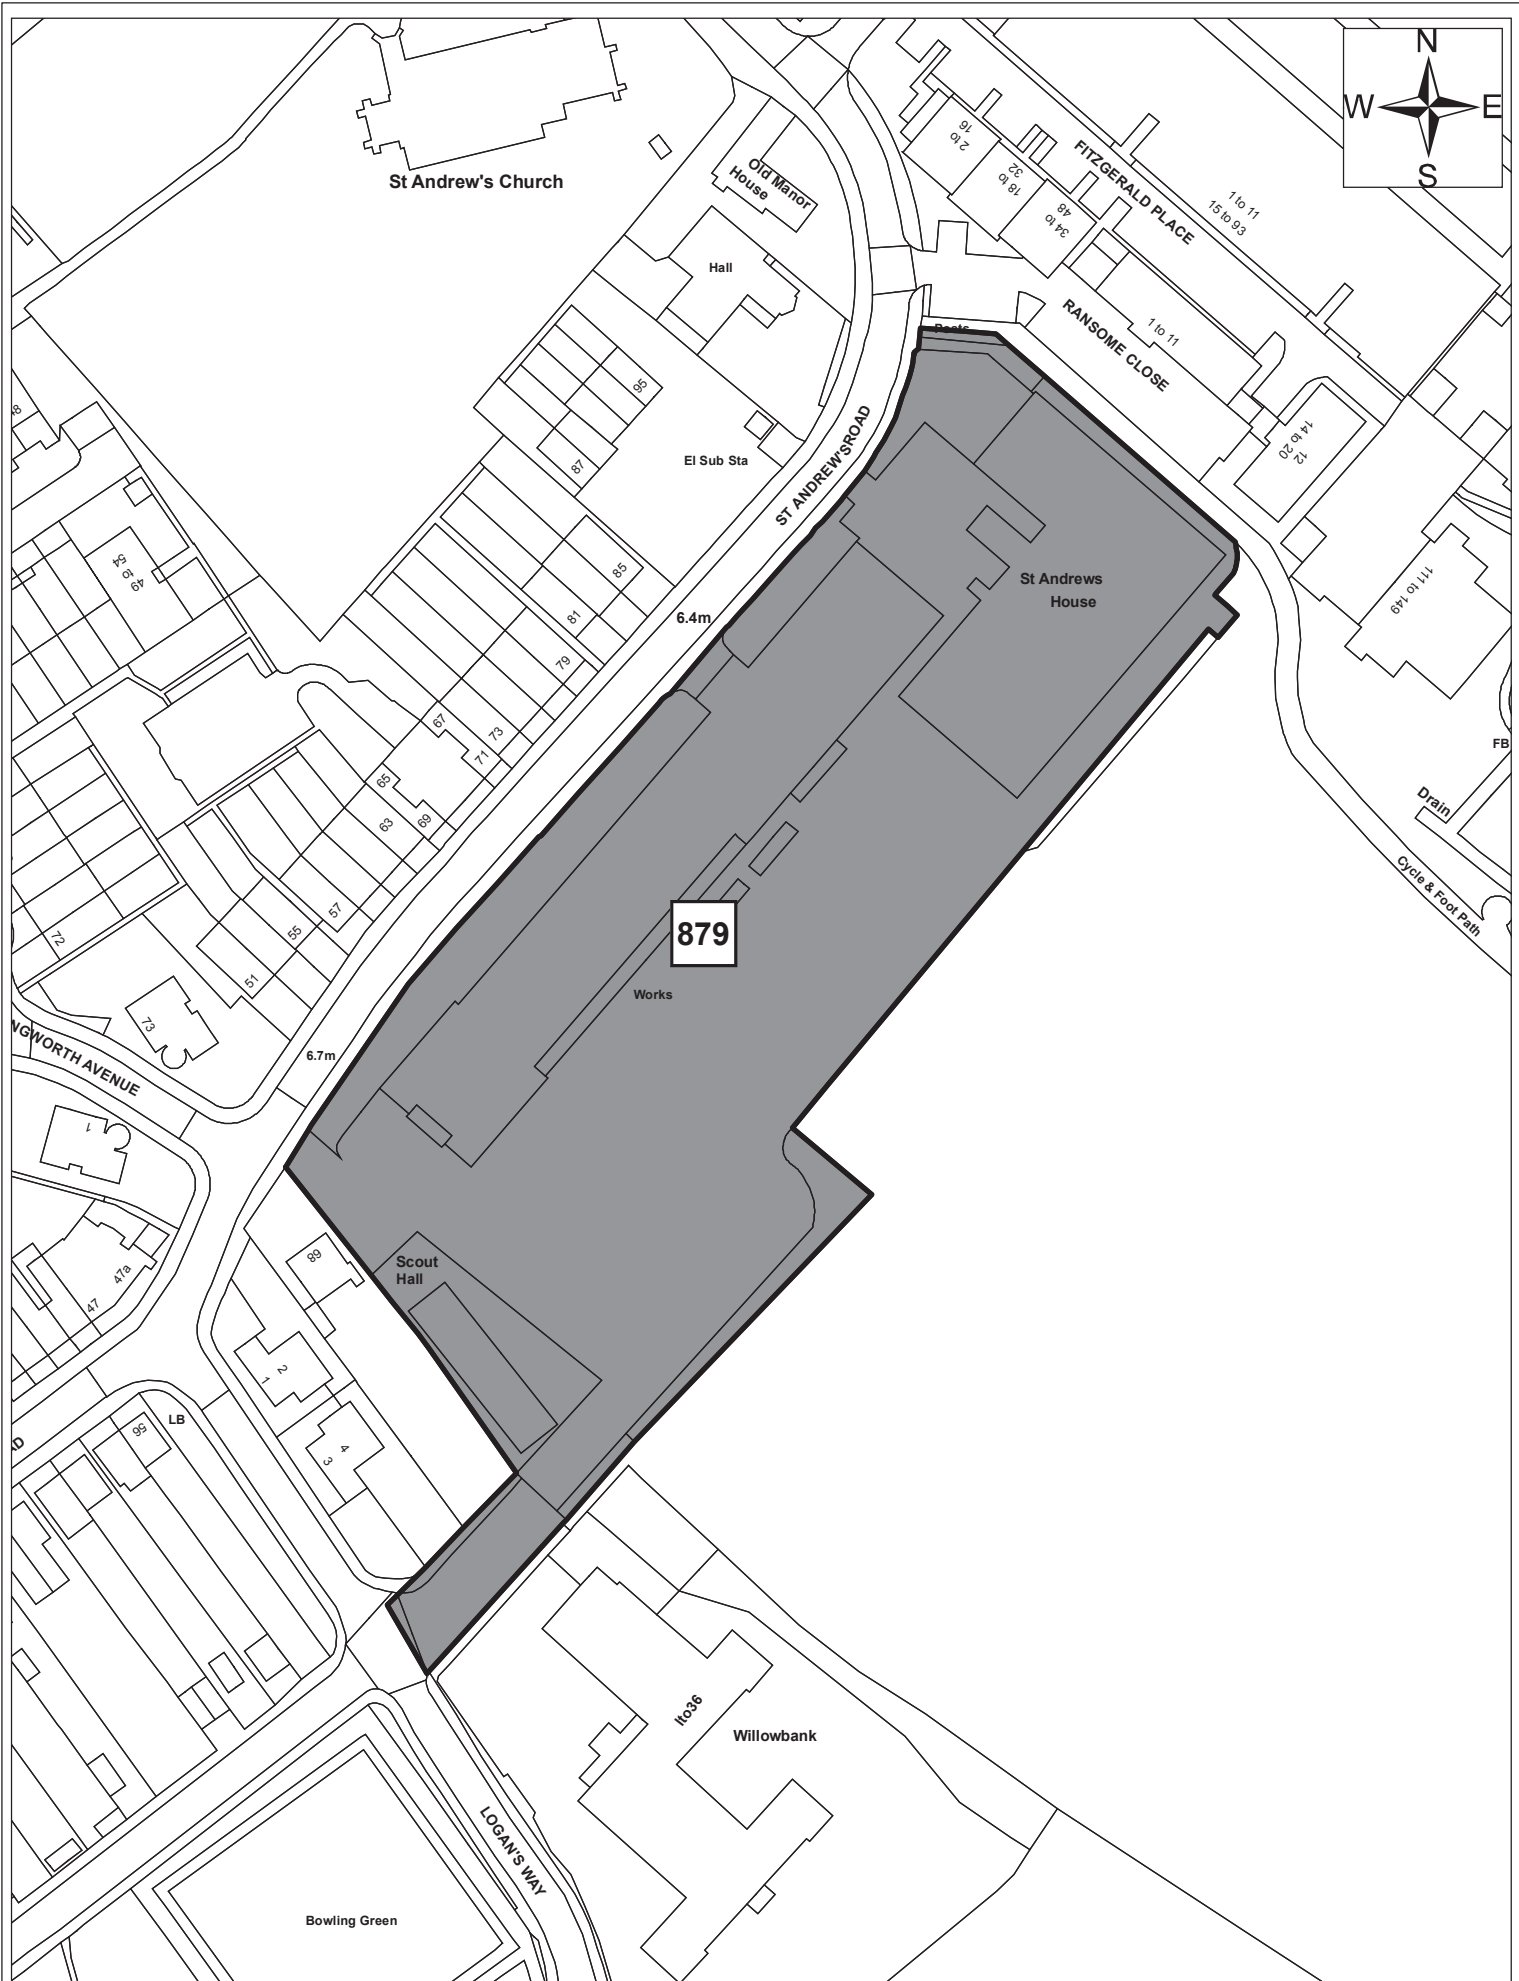 N
W
E
S
St Andrew's Church
Old Manor
House
Hall
2 to
16
18 to
32
34 to
48
FITZGERALD PLACE
1 to 11
15 to 93
RANSOME CLOSE
1 to 11
Posts
12
14 to 20
111 to 149
95
87
El Sub Sta
ST ANDREW'S ROAD
St Andrews
House
49
to
54
85
81
79
6.4m
67
73
71
65
63
69
FB
Drain
Cycle & Foot Path
57
55
51
72
73
879
Works
6.7m
NGWORTH AVENUE
1
47a
47
89
Scout
Hall
2
1
4
3
LB
56
1to36
Willowbank
LOGAN'S WAY
Bowling Green